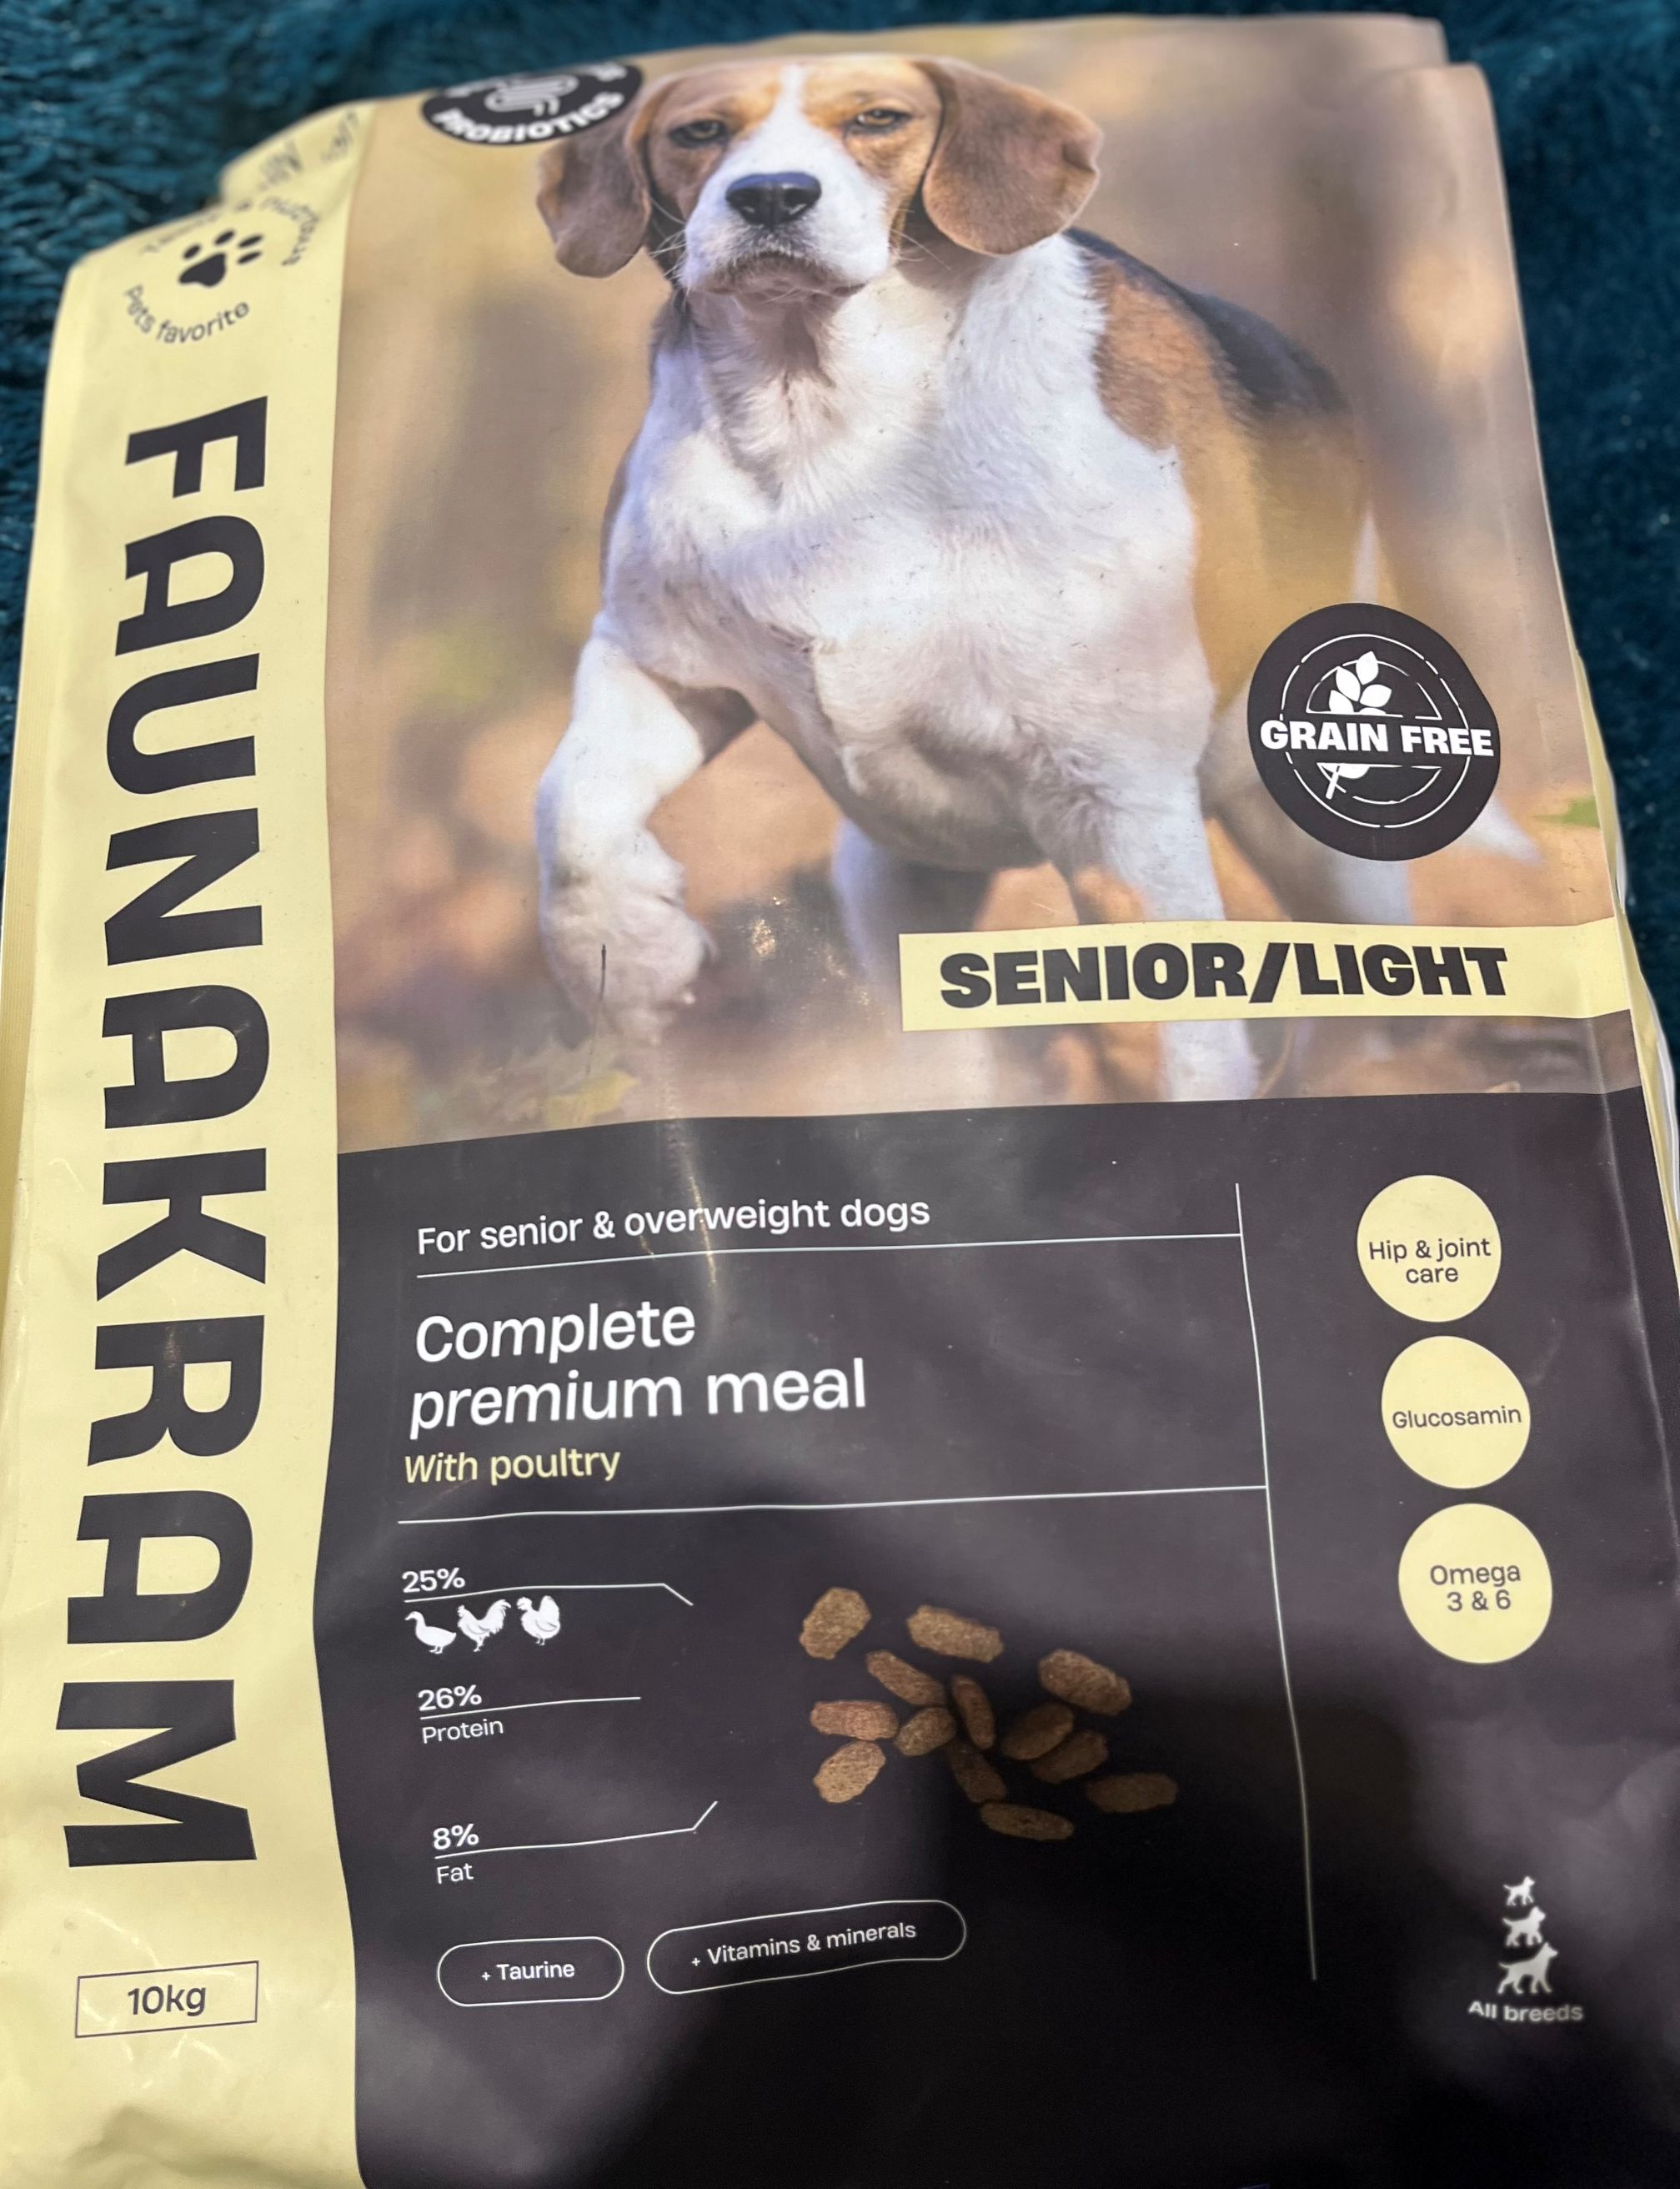 PROBIOTICS
Pets favorite
FAUNAKRAM
GRAIN FREE
SENIOR/LIGHT
For senior & overweight dogs
Complete
premium meal
With poultry
25%
26%
Protein
8%
Fat
+ Taurine
+ Vitamins & minerals
Hip & joint
care
Glucosamin
Omega
3 & 6
All breeds
10kg